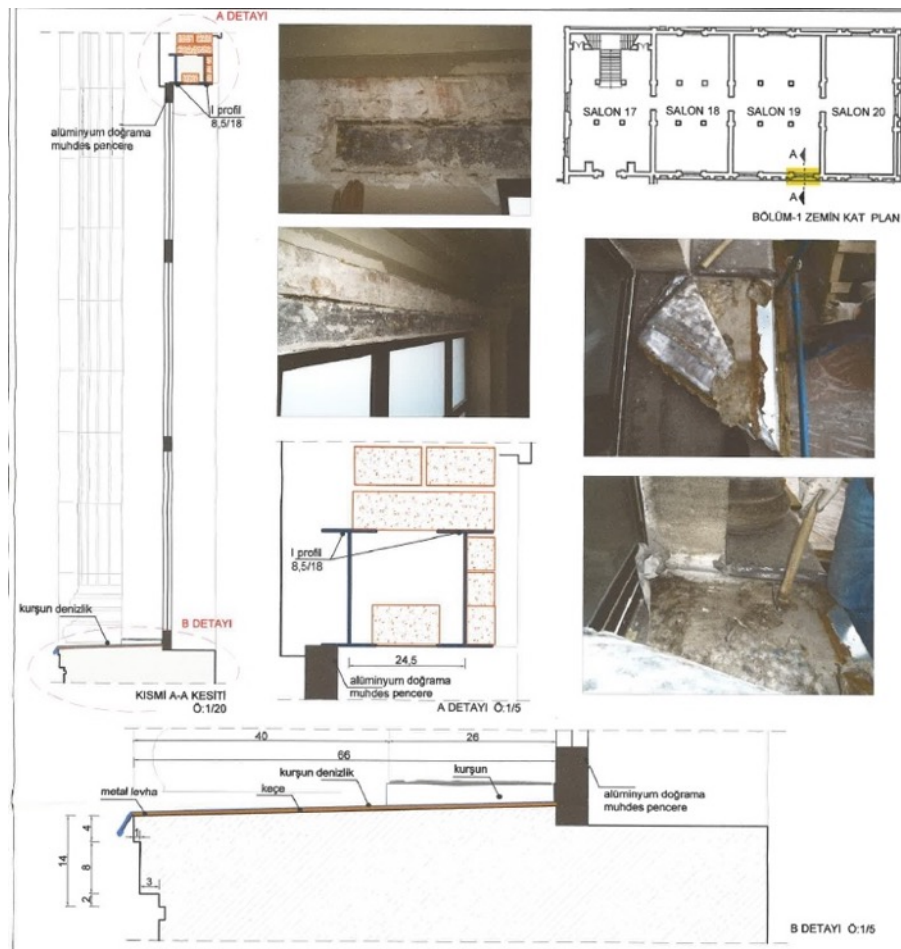 A DETAYI
I profil
8,5/18
alüminyum doğrama
muhdes pencere
kurşun denizlik
B DETAYI
KISMİ A-A KESİTİ
Ö:1/20
SALON 17
SALON 18
SALON 19
SALON 20
A
A
BÖLÜM-1 ZEMİN KAT PLAN
I profil
8,5/18
24,5
alüminyum doğrama
muhdes pencere
A DETAYI Ö:1/5
40
26
66
kurşun denizlik
kurşun
metal levha
keçe
alüminyum doğrama
muhdes pencere
14
4
8
2
1
3
B DETAYI Ö:1/5